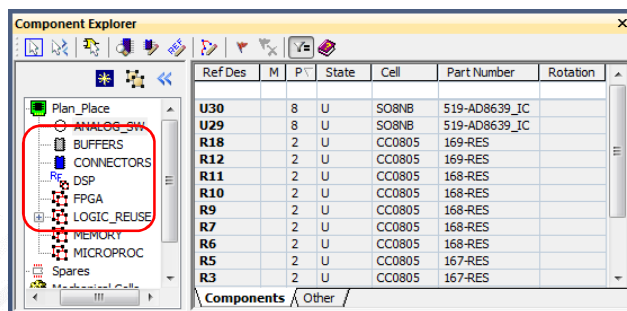 Component Explorer
Plan_Place
ANALOG_SW
BUFFERS
CONNECTORS
RF DSP
FPGA
LOGIC_REUSE
MEMORY
MICROPROC
Spares
Mechanical Cells
Ref Des M P State Cell Part Number Rotation
U30 8 U SO8NB 519-AD8639_IC
U29 8 U SO8NB 519-AD8639_IC
R18 2 U CC0805 169-RES
R12 2 U CC0805 169-RES
R11 2 U CC0805 168-RES
R10 2 U CC0805 168-RES
R9 2 U CC0805 168-RES
R7 2 U CC0805 168-RES
R6 2 U CC0805 168-RES
R5 2 U CC0805 167-RES
R3 2 U CC0805 167-RES
Components Other